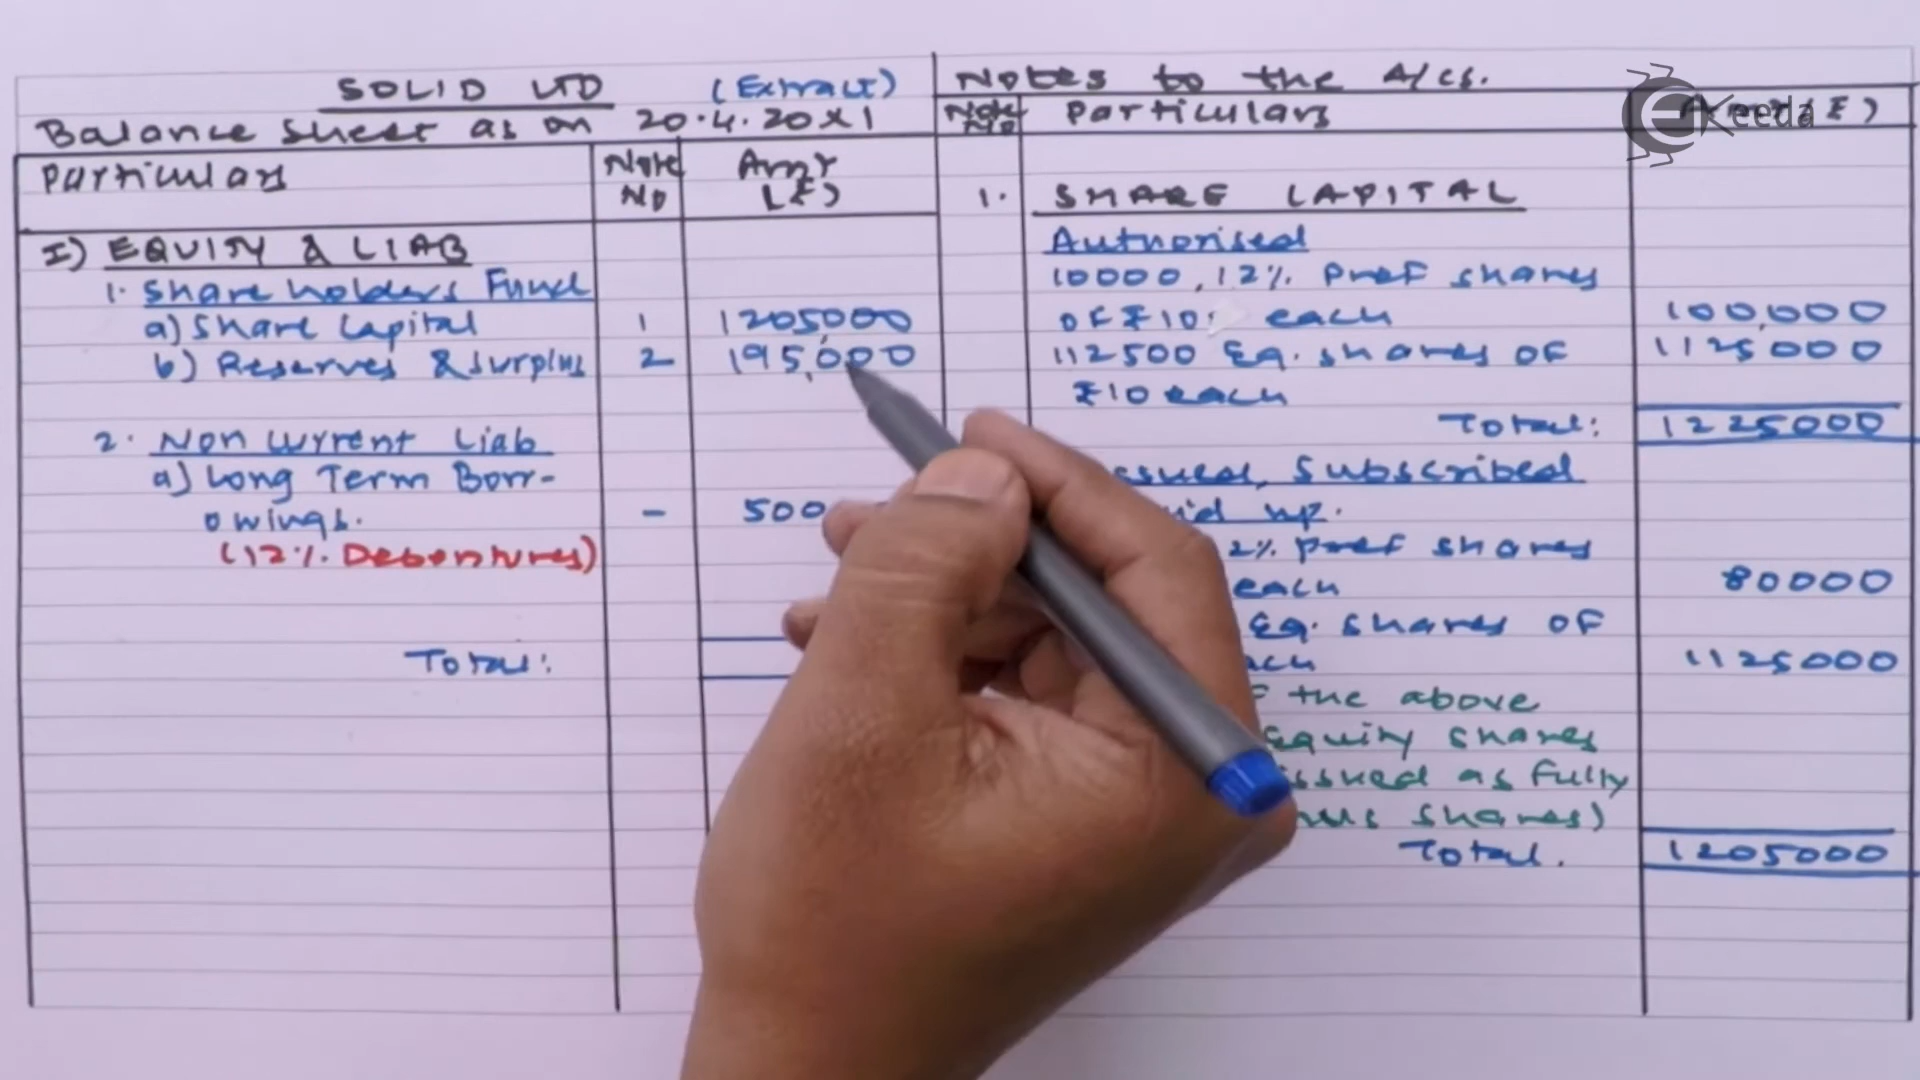 SOLID LTD (Extract)
Balance Sheet as on 20.4.20X1
Particulars Note No Amt (₹)
I) EQUITY & LIAB
1. Share holders Fund
a) Share Capital 1 1205000
b) Reserves & Surplus 2 195,000
2. Non Current Liab
a) Long Term Borr-
owings. - 500
(12% Debentures)
Total:
Notes to the A/cs.
Note No Particulars
Keeda
1. SHARE CAPITAL
Authorised
10000, 12% Pref shares
of ₹10 each 100,000
112500 Eq. shares of 1125000
₹10 each
Total: 1225000
Subscribed
up.
2% Pref shares
each 80000
Eq. shares of
1125000
the above
Equity shares
issued as fully
shares)
Total. 1205000